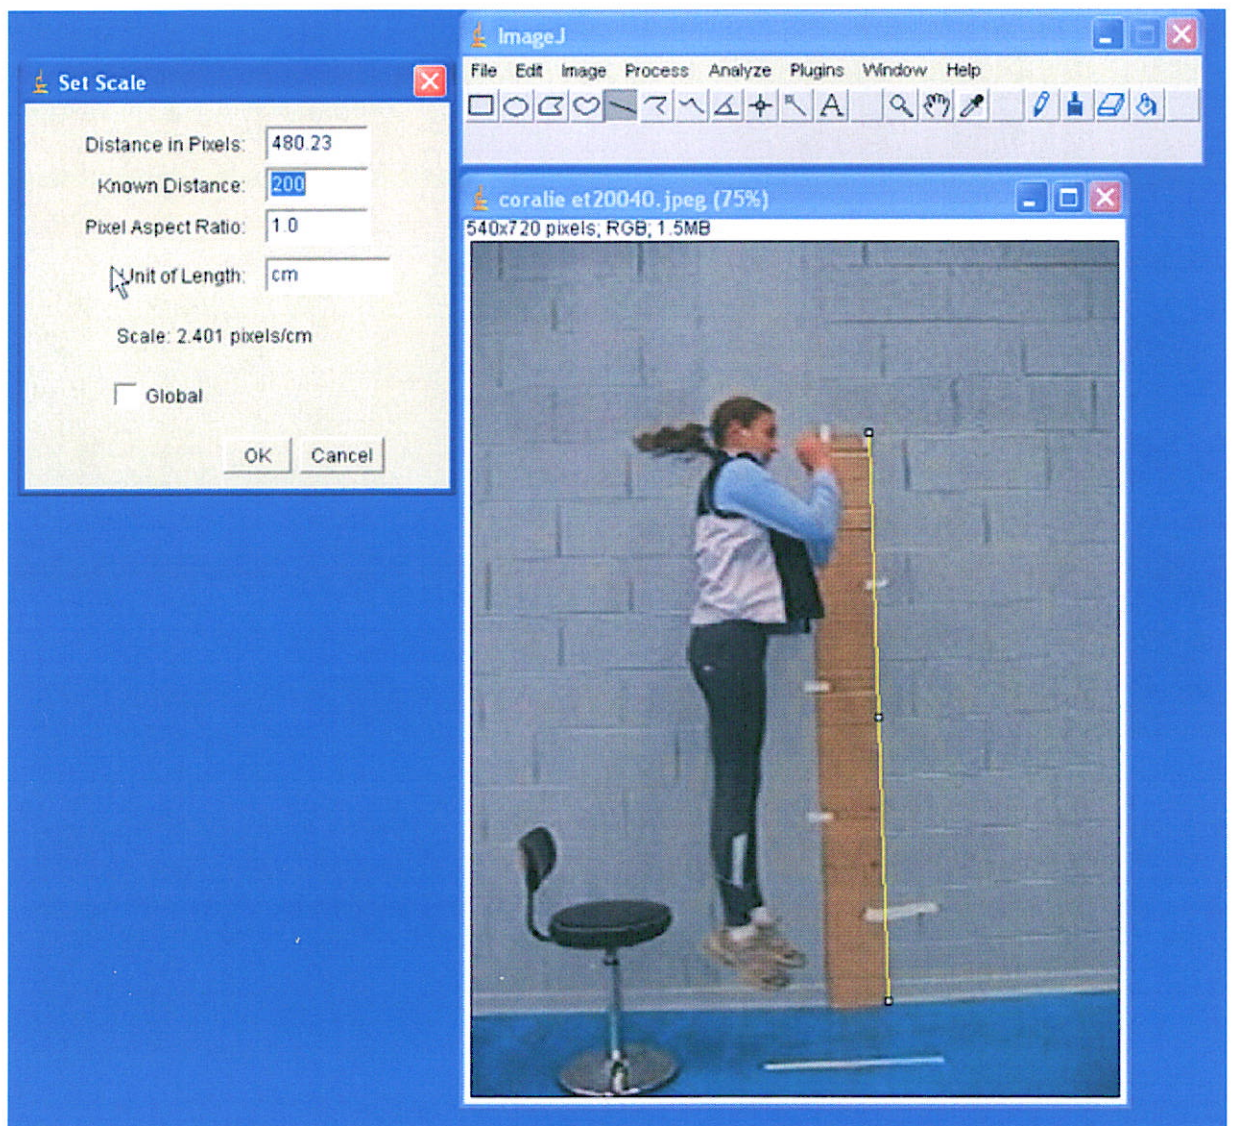 ImageJ
File Edit Image Process Analyze Plugins Window Help
A
Set Scale
Distance in Pixels: 480.23
Known Distance: 200
Pixel Aspect Ratio: 1.0
Unit of Length: cm
Scale: 2.401 pixels/cm
Global
OK Cancel
coralie et20040.jpeg (75%)
540x720 pixels; RGB; 1.5MB